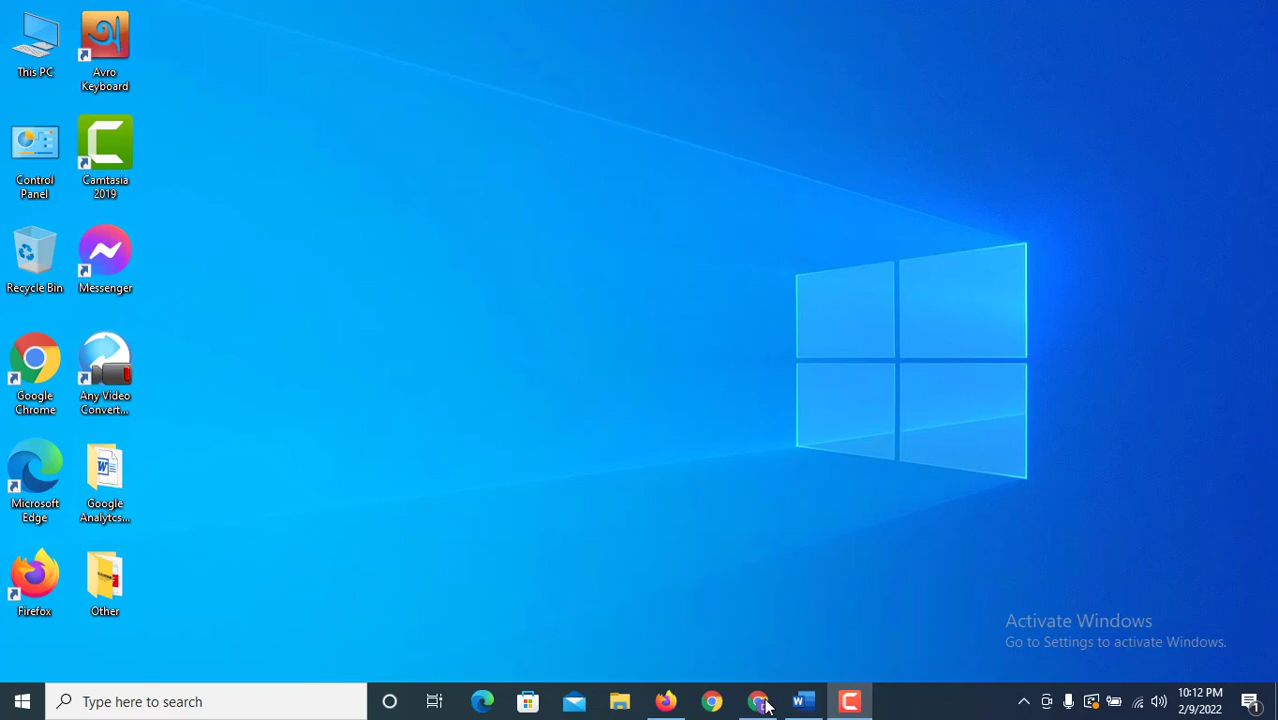 This PC
Avro
Keyboard
Control
Panel
Camtasia
2019
Recycle Bin
Messenger
Google
Chrome
Any Video
Convert...
Microsoft
Edge
Google
Analytcs...
Firefox
Other
Activate Windows
Go to Settings to activate Windows.
Type here to search
10:12 PM
2/9/2022
1